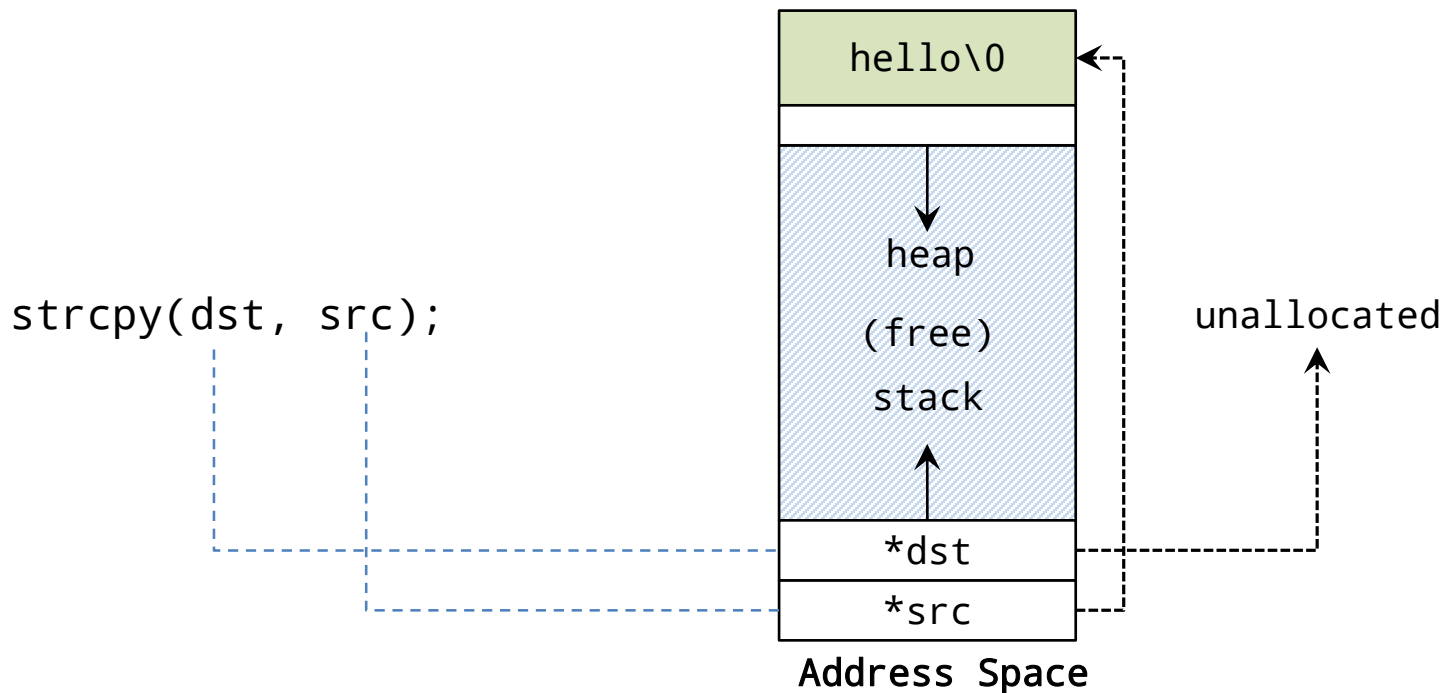 hello\0
heap
strcpy(dst, src);
unallocated
(free)
stack
*dst
*src
Address Space